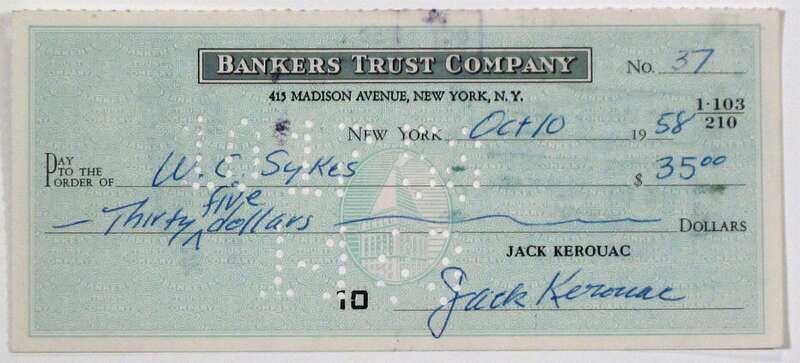 BANKERS TRUST COMPANY
No. 37
415 MADISON AVENUE, NEW YORK, N.Y.
1-103
210
NEW YORK Oct 10 1958
PAY TO THE ORDER OF W. C. Sykes $ 35.00
Thirty five dollars DOLLARS
JACK KEROUAC
10
Jack Kerouac